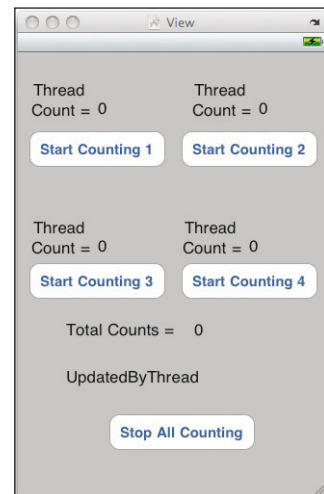 View
Thread Thread
Count = 0 Count = 0
Start Counting 1 Start Counting 2
Thread Thread
Count = 0 Count = 0
Start Counting 3 Start Counting 4
Total Counts = 0
UpdatedByThread
Stop All Counting